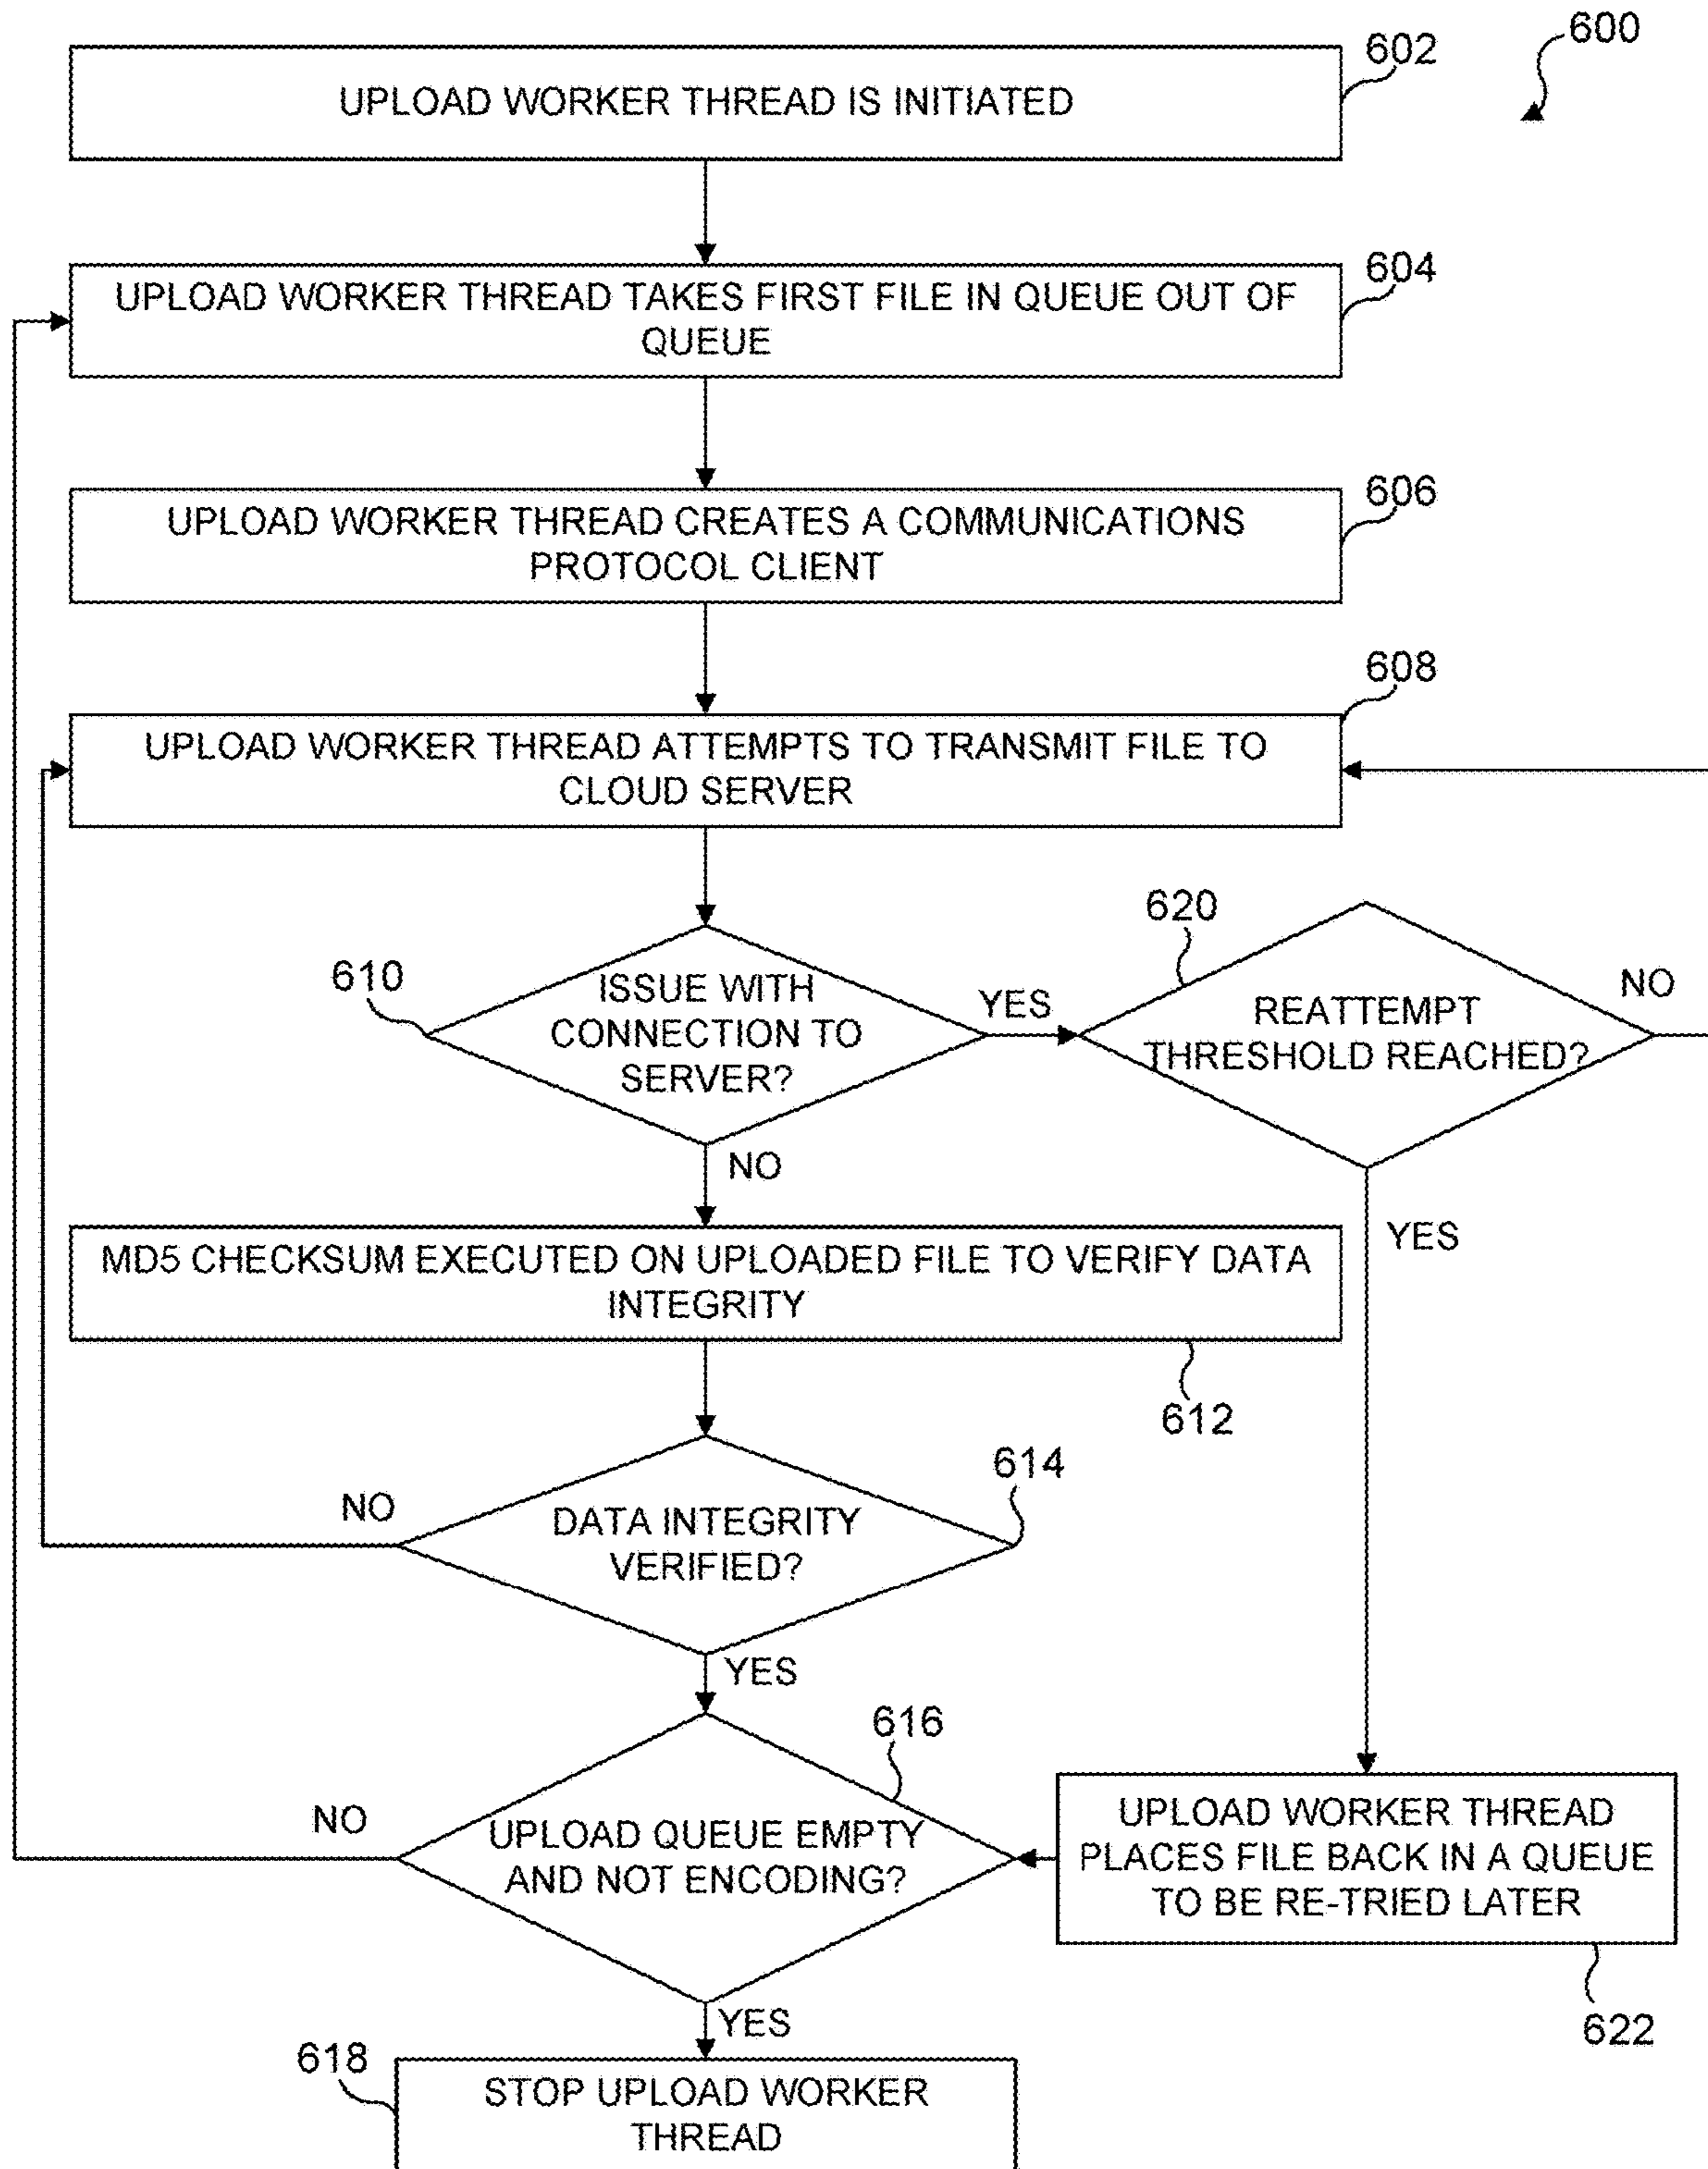 600
602
UPLOAD WORKER THREAD IS INITIATED
604
UPLOAD WORKER THREAD TAKES FIRST FILE IN QUEUE OUT OF
QUEUE
606
UPLOAD WORKER THREAD CREATES A COMMUNICATIONS
PROTOCOL CLIENT
608
UPLOAD WORKER THREAD ATTEMPTS TO TRANSMIT FILE TO
CLOUD SERVER
610
ISSUE WITH
CONNECTION TO
SERVER?
YES
620
REATTEMPT
THRESHOLD REACHED?
NO
NO
YES
MD5 CHECKSUM EXECUTED ON UPLOADED FILE TO VERIFY DATA
INTEGRITY
612
614
NO
DATA INTEGRITY
VERIFIED?
YES
616
NO
UPLOAD QUEUE EMPTY
AND NOT ENCODING?
UPLOAD WORKER THREAD
PLACES FILE BACK IN A QUEUE
TO BE RE-TRIED LATER
622
YES
618
STOP UPLOAD WORKER
THREAD